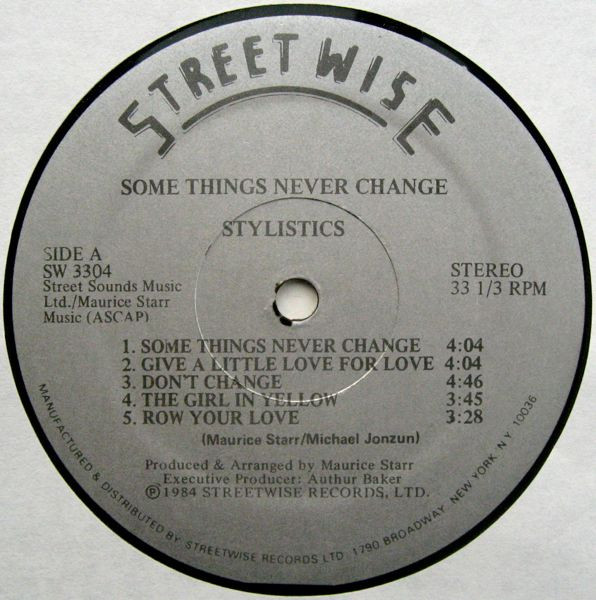 STREETWISE
SOME THINGS NEVER CHANGE
STYLISTICS
SIDE A
SW 3304
Street Sounds Music
Ltd./Maurice Starr
Music (ASCAP)
STEREO
33 1/3 RPM
1. SOME THINGS NEVER CHANGE 4:04
2. GIVE A LITTLE LOVE FOR LOVE 4:04
3. DON'T CHANGE 4:46
4. THE GIRL IN YELLOW 3:45
5. ROW YOUR LOVE 3:28
(Maurice Starr/Michael Jonzun)
Produced & Arranged by Maurice Starr
Executive Producer: Authur Baker
Ⓟ1984 STREETWISE RECORDS, LTD.
MANUFACTURED & DISTRIBUTED BY: STREETWISE RECORDS LTD. 1790 BROADWAY, NEW YORK, N.Y. 10036